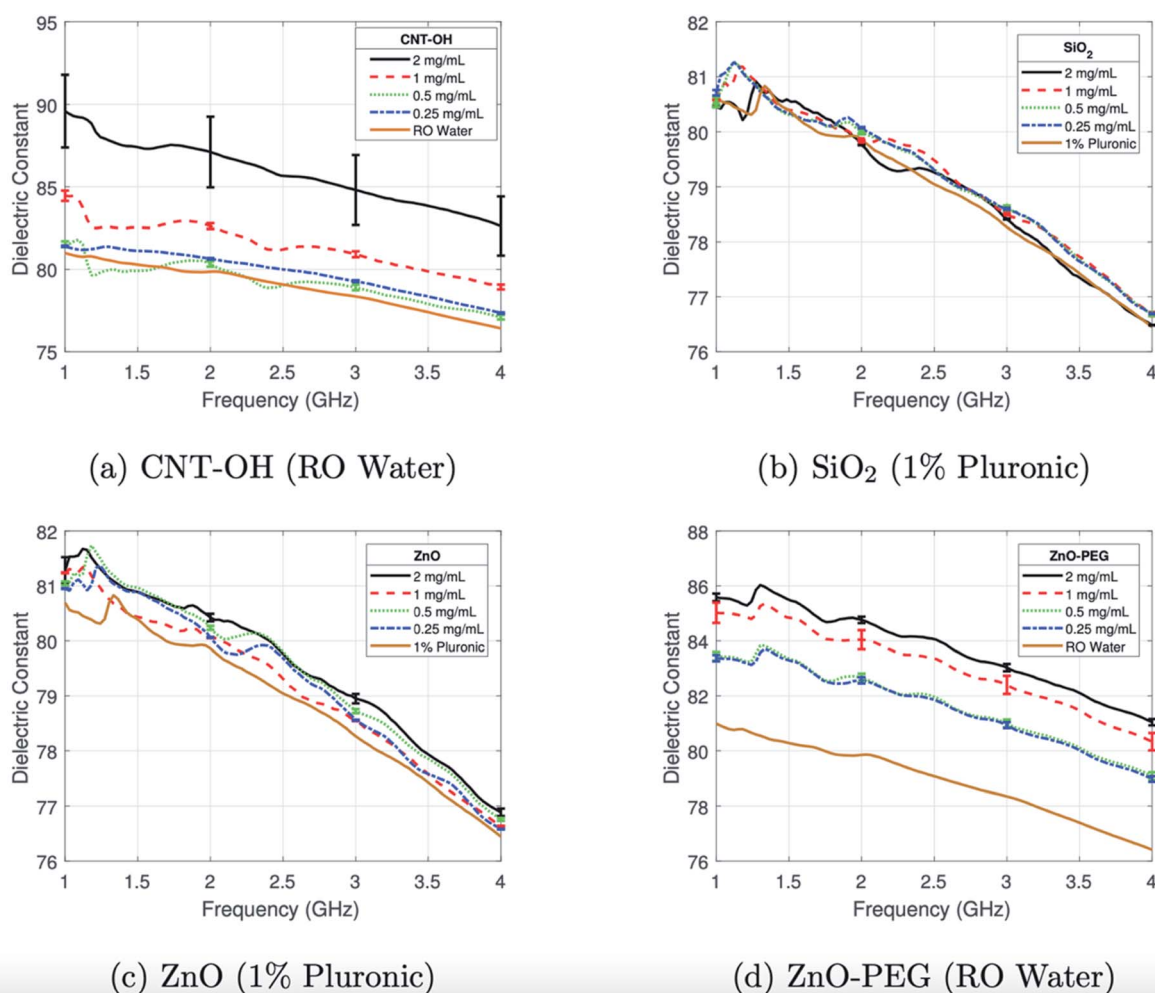 95
90
85
80
75
Dielectric Constant
CNT-OH
2 mg/mL
1 mg/mL
0.5 mg/mL
0.25 mg/mL
RO Water
1 1.5 2 2.5 3 3.5 4
Frequency (GHz)
(a) CNT-OH (RO Water)
82
81
80
79
78
77
76
Dielectric Constant
SiO₂
2 mg/mL
1 mg/mL
0.5 mg/mL
0.25 mg/mL
1% Pluronic
1 1.5 2 2.5 3 3.5 4
Frequency (GHz)
(b) SiO₂ (1% Pluronic)
82
81
80
79
78
77
76
Dielectric Constant
ZnO
2 mg/mL
1 mg/mL
0.5 mg/mL
0.25 mg/mL
1% Pluronic
1 1.5 2 2.5 3 3.5 4
Frequency (GHz)
(c) ZnO (1% Pluronic)
88
86
84
82
80
78
76
Dielectric Constant
ZnO-PEG
2 mg/mL
1 mg/mL
0.5 mg/mL
0.25 mg/mL
RO Water
1 1.5 2 2.5 3 3.5 4
Frequency (GHz)
(d) ZnO-PEG (RO Water)